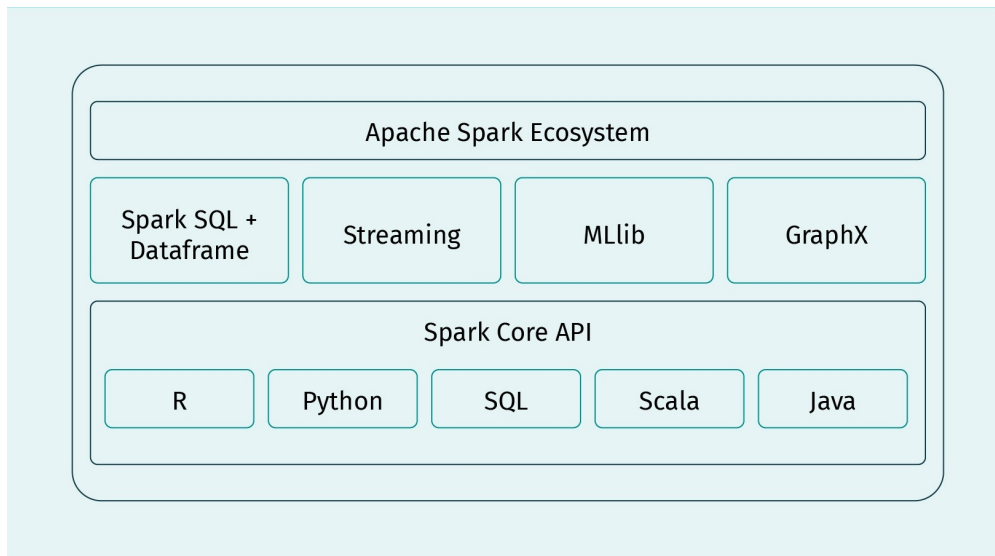 Apache Spark Ecosystem
Spark SQL +
Dataframe
Streaming
MLlib
GraphX
Spark Core API
R
Python
SQL
Scala
Java